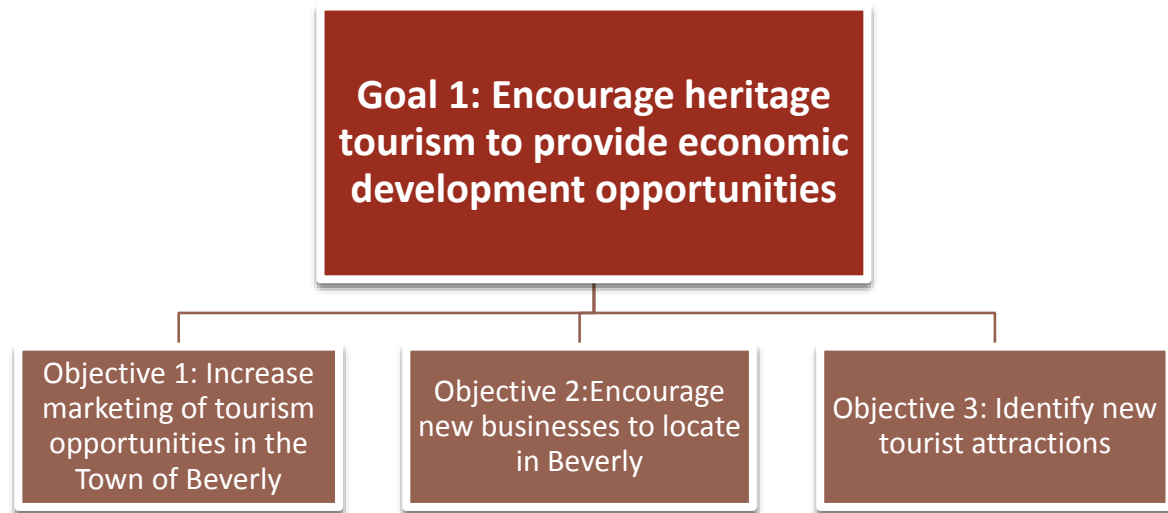 Goal 1: Encourage heritage
tourism to provide economic
development opportunities
Objective 1: Increase
marketing of tourism
opportunities in the
Town of Beverly
Objective 2:Encourage
new businesses to locate
in Beverly
Objective 3: Identify new
tourist attractions